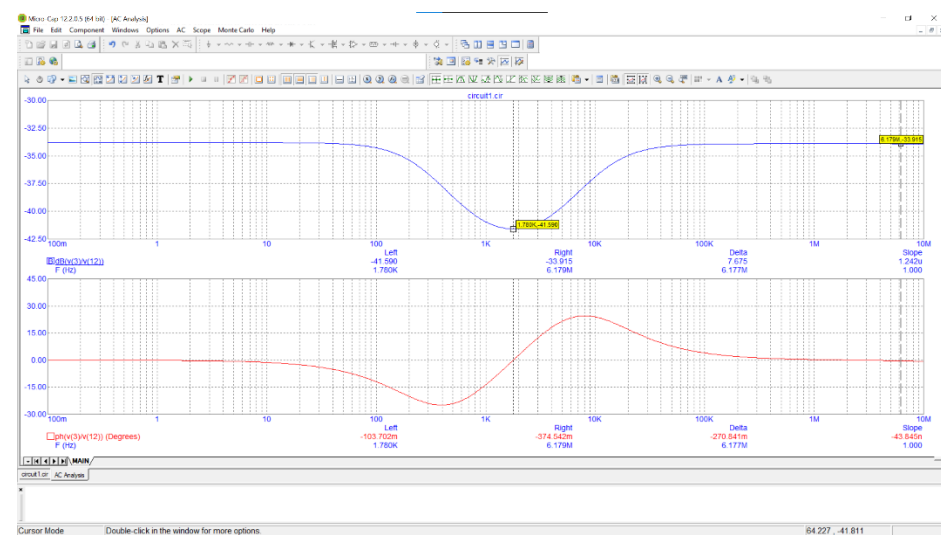 Micro-Cap 12.2.0.5 (64 bit) - [AC Analysis]
File Edit Component Windows Options AC Scope Monte Carlo Help
circuit1.cir
-30.00
-32.50
-35.00
-37.50
-40.00
-42.50
6.179M,-33.915
1.780K,-41.590
100m 1 10 100 1K 10K 100K 1M 10M
Left Right Delta Slope
dB(v(3)/v(12)) -41.590 -33.915 7.675 1.242u
F (Hz) 1.780K 6.179M 6.177M 1.000
45.00
30.00
15.00
0.00
-15.00
-30.00
100m 1 10 100 1K 10K 100K 1M 10M
Left Right Delta Slope
ph(v(3)/v(12)) (Degrees) -103.702m -374.542m -270.841m -43.845n
F (Hz) 1.780K 6.179M 6.177M 1.000
MAIN
circuit1.cir AC Analysis
Cursor Mode Double-click in the window for more options. 64.227 , -41.811